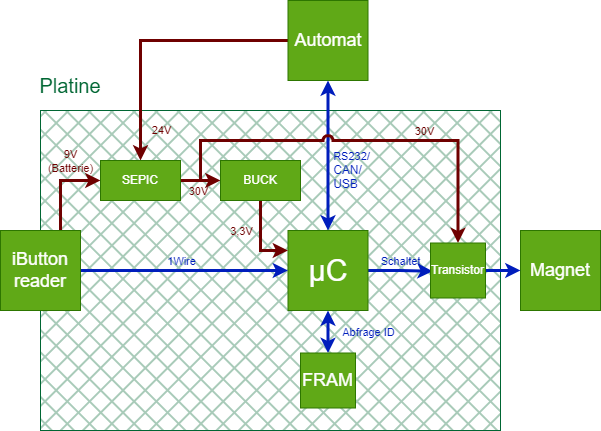 Automat
Platine
24V
30V
9V
(Batterie)
RS232/
CAN/
USB
SEPIC
30V
BUCK
3,3V
iButton
reader
1Wire
µC
Schaltet
Transistor
Magnet
Abfrage ID
FRAM